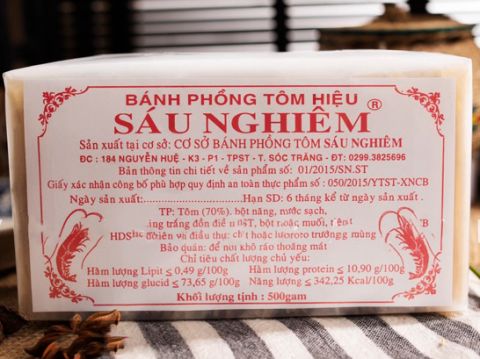 BÁNH PHỒNG TÔM HIỆU
SÁU NGHIÊM ®
Sản xuất tại cơ sở: CƠ SỞ BÁNH PHỒNG TÔM SÁU NGHIÊM
ĐC : 184 NGUYỄN HUỆ - K3 - P1 - TPST - T. SÓC TRĂNG - ĐT: 0299.3825696
Bản thông tin chi tiết về sản phẩm số: 01/2015/SN.ST
Giấy xác nhận công bố phù hợp quy định an toàn thực phẩm số : 050/2015/YTST-XNCB
Ngày sản xuất:..............................Hạn SD: 6 tháng kể từ ngày sản xuất.
TP: Tôm (70%). bột năng, nước sạch,
trắng bột muối,
HDS hoặc
Bảo quản: để nơi khô ráo thoáng mát
Chỉ tiêu chất lượng chủ yếu:
Hàm lượng Lipit ≤ 0,49 g/100g Hàm lượng protein ≤ 10,90 g/100g
Hàm lượng glucid ≤ 73,65 g/100g Năng lượng ≤ 342,25 Kcal/100g
Khối lượng tịnh : 500gam